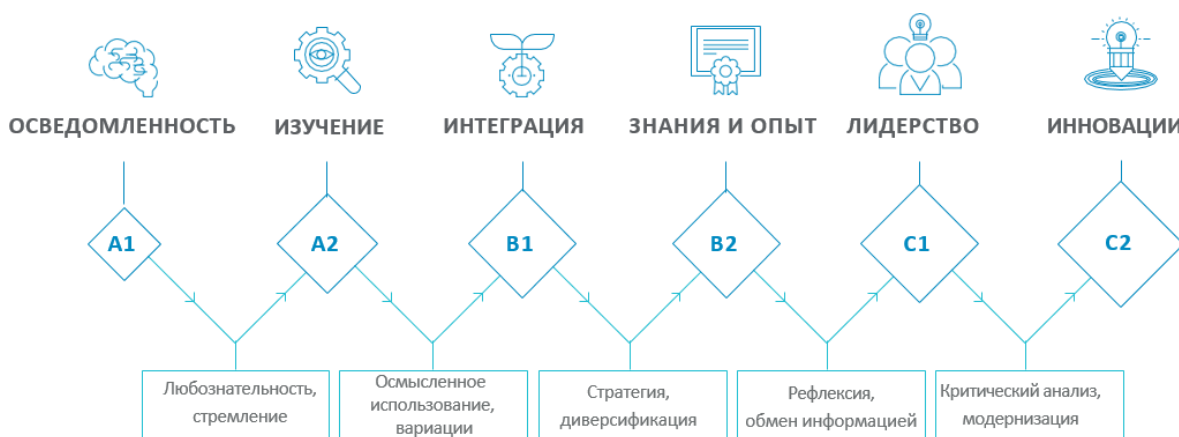 ОСВЕДОМЛЕННОСТЬ
ИЗУЧЕНИЕ
ИНТЕГРАЦИЯ
ЗНАНИЯ И ОПЫТ
ЛИДЕРСТВО
ИННОВАЦИИ
A1
A2
B1
B2
C1
C2
Любознательность,
стремление
Осмысленное
использование,
вариации
Стратегия,
диверсификация
Рефлексия,
обмен информацией
Критический анализ,
модернизация